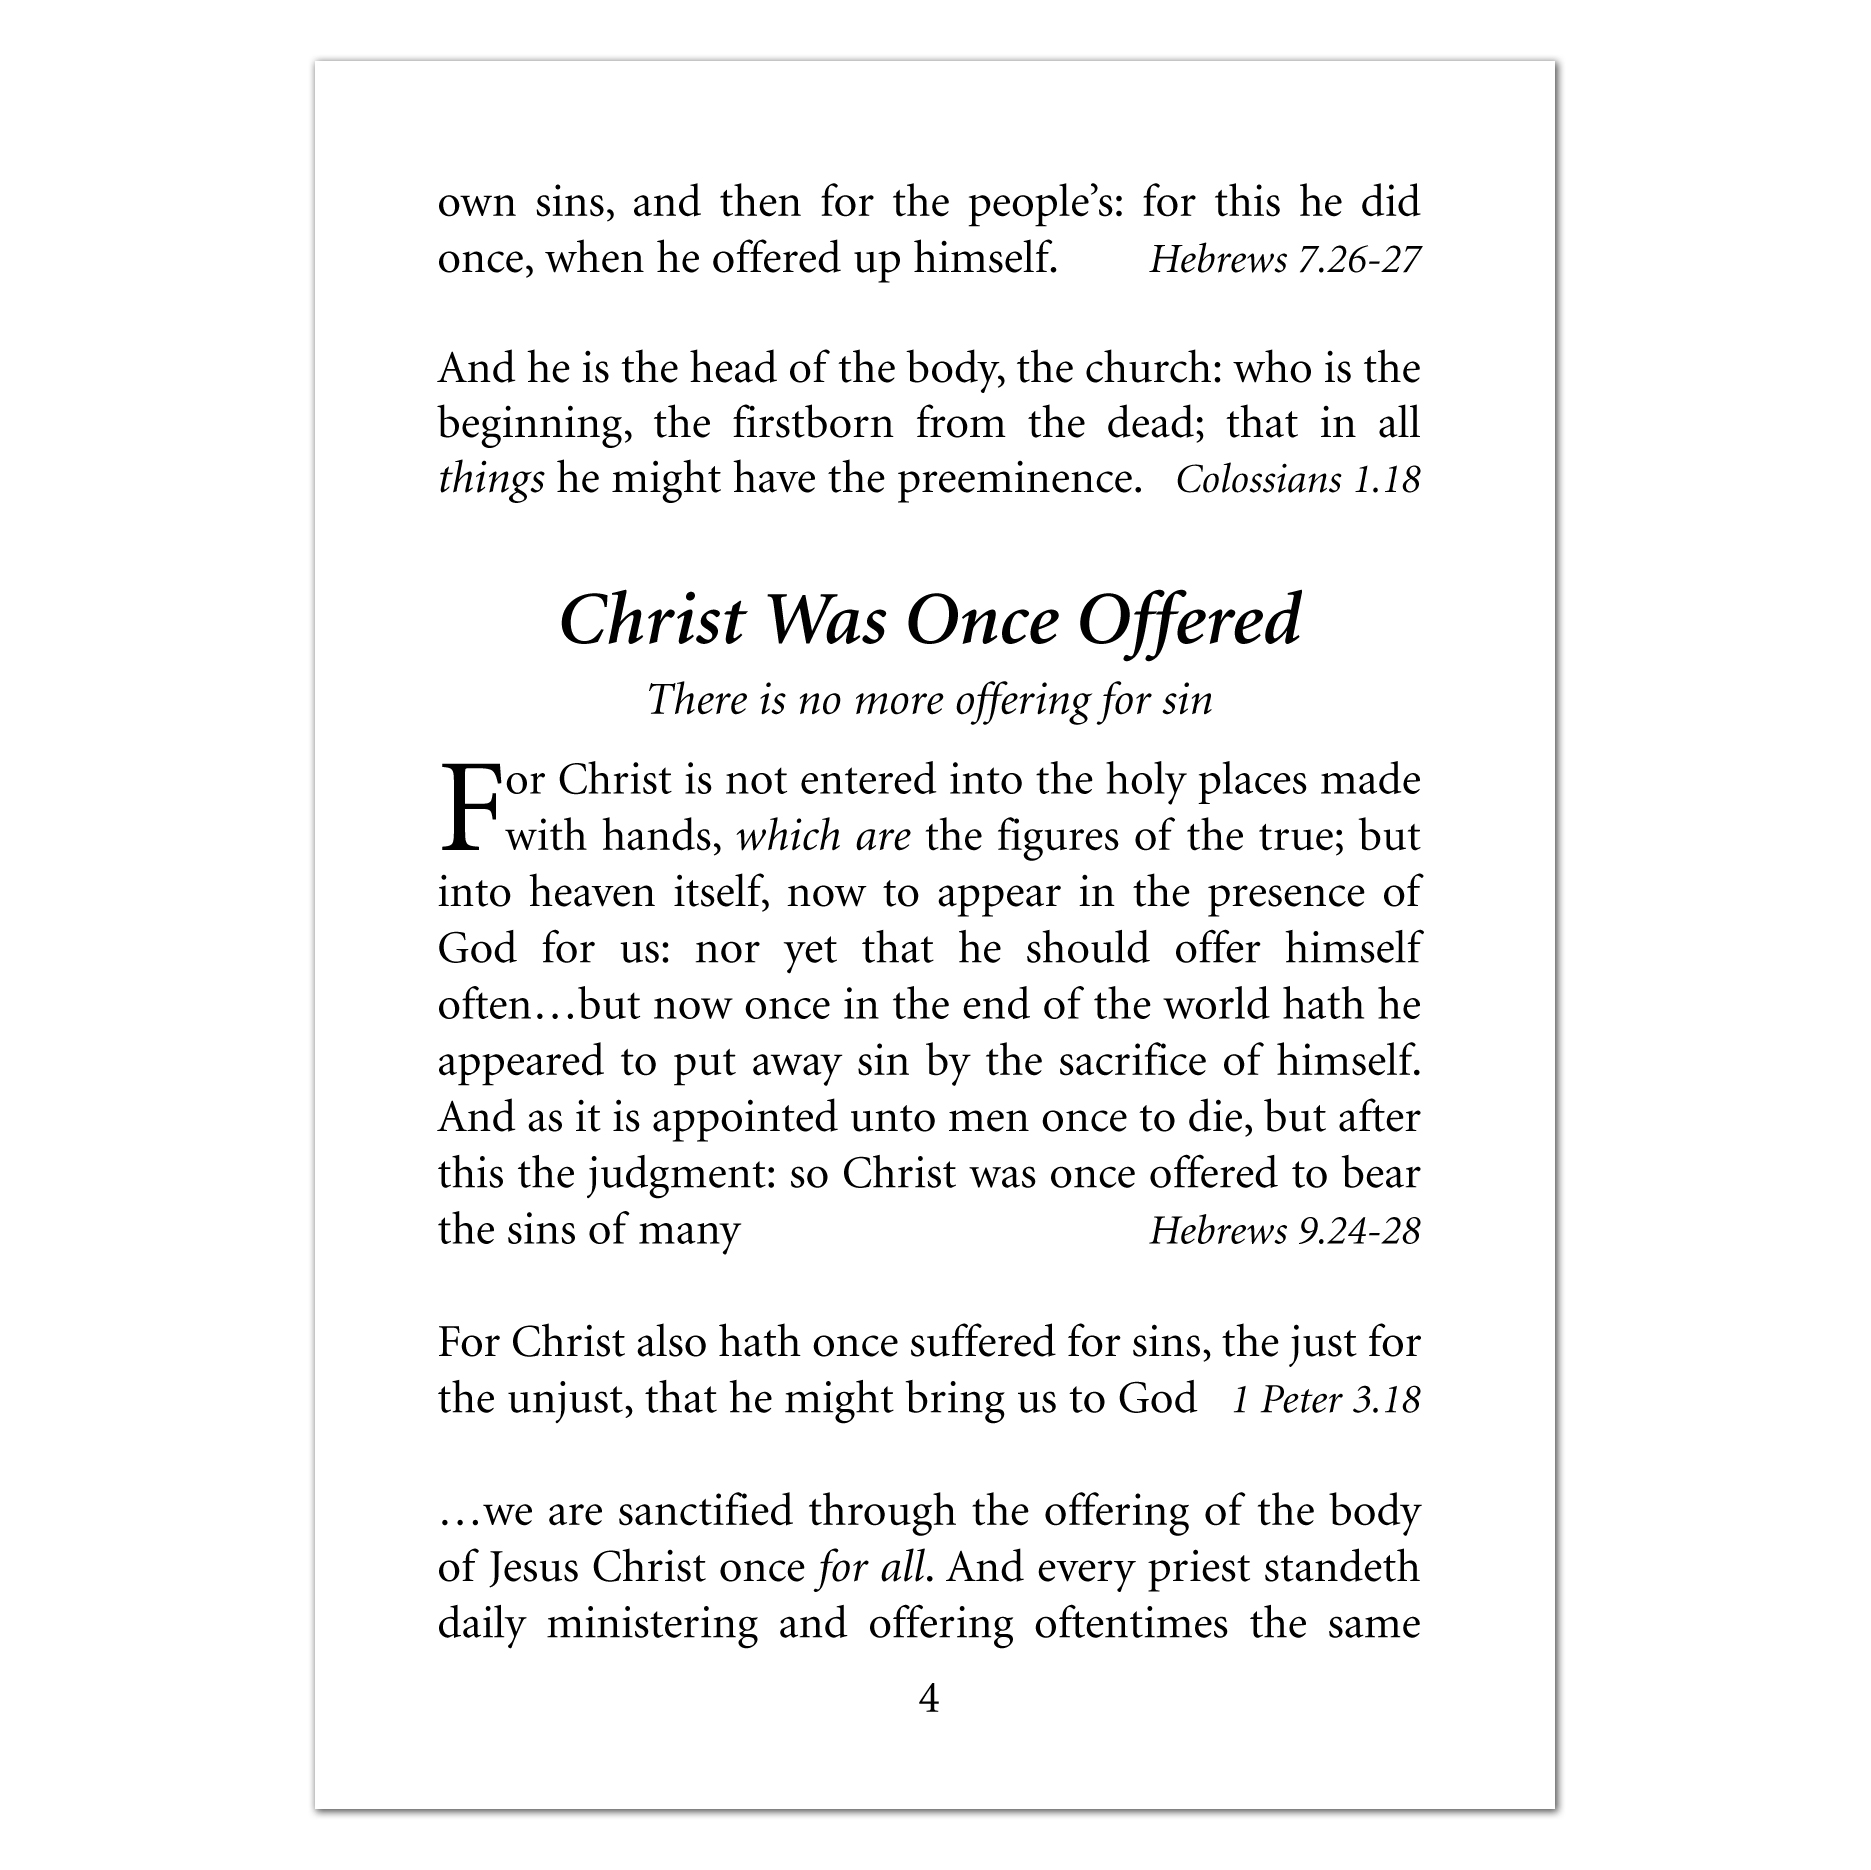 own sins, and then for the people’s: for this he did
once, when he offered up himself. Hebrews 7.26-27
And he is the head of the body, the church: who is the
beginning, the firstborn from the dead; that in all
things he might have the preeminence. Colossians 1.18
Christ Was Once Offered
There is no more offering for sin
For Christ is not entered into the holy places made
with hands, which are the figures of the true; but
into heaven itself, now to appear in the presence of
God for us: nor yet that he should offer himself
often…but now once in the end of the world hath he
appeared to put away sin by the sacrifice of himself.
And as it is appointed unto men once to die, but after
this the judgment: so Christ was once offered to bear
the sins of many Hebrews 9.24-28
For Christ also hath once suffered for sins, the just for
the unjust, that he might bring us to God 1 Peter 3.18
…we are sanctified through the offering of the body
of Jesus Christ once for all. And every priest standeth
daily ministering and offering oftentimes the same
4